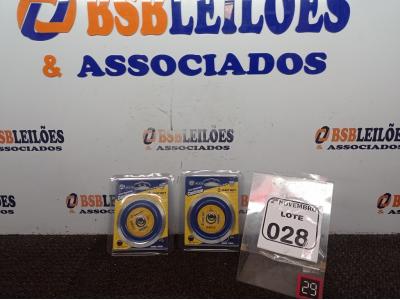 BSBLEILÕES
& ASSOCIADOS
BSBLEILÕES
& ASSOCIADOS
BSBLEILÕES
& ASSOCIADOS
BSBLEILÕES
& ASSOCIADOS
NOVEMBRO
LOTE
028
29